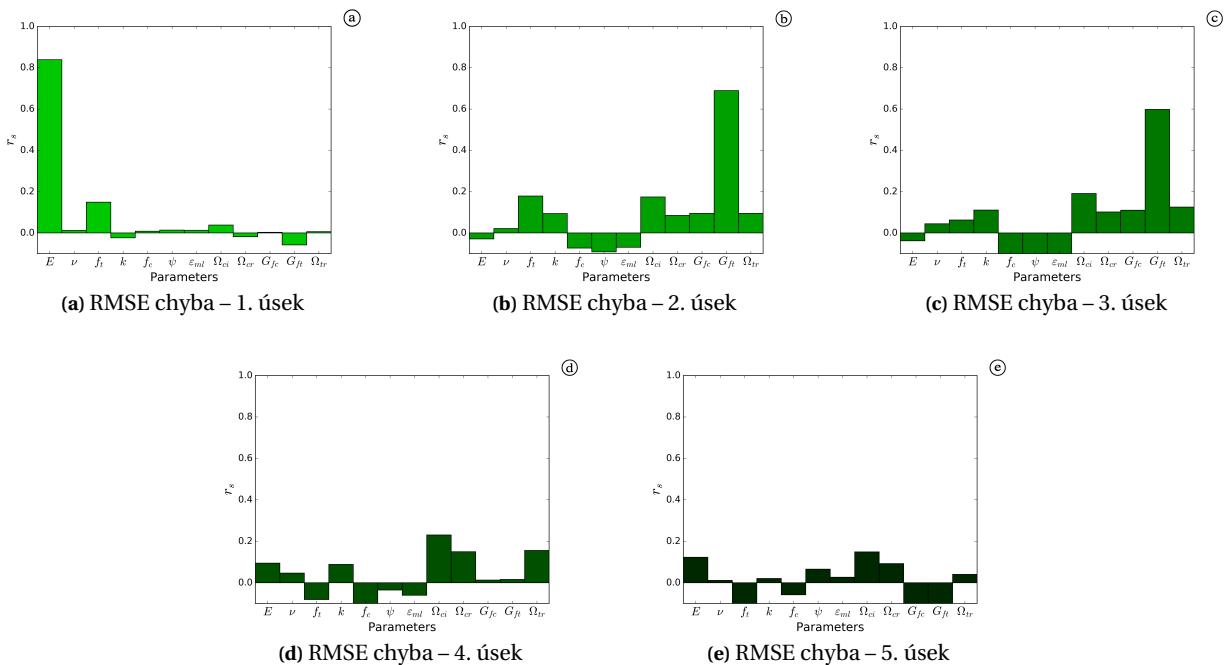 ⓐ
1.0
0.8
0.6
0.4
0.2
0.0
r_s
E ν f_t k f_c ψ ε_ml Ω_ci Ω_cr G_fc G_ft Ω_tr
Parameters
(a) RMSE chyba – 1. úsek
ⓑ
1.0
0.8
0.6
0.4
0.2
0.0
r_s
E ν f_t k f_c ψ ε_ml Ω_ci Ω_cr G_fc G_ft Ω_tr
Parameters
(b) RMSE chyba – 2. úsek
ⓒ
1.0
0.8
0.6
0.4
0.2
0.0
r_s
E ν f_t k f_c ψ ε_ml Ω_ci Ω_cr G_fc G_ft Ω_tr
Parameters
(c) RMSE chyba – 3. úsek
ⓓ
1.0
0.8
0.6
0.4
0.2
0.0
r_s
E ν f_t k f_c ψ ε_ml Ω_ci Ω_cr G_fc G_ft Ω_tr
Parameters
(d) RMSE chyba – 4. úsek
ⓔ
1.0
0.8
0.6
0.4
0.2
0.0
r_s
E ν f_t k f_c ψ ε_ml Ω_ci Ω_cr G_fc G_ft Ω_tr
Parameters
(e) RMSE chyba – 5. úsek